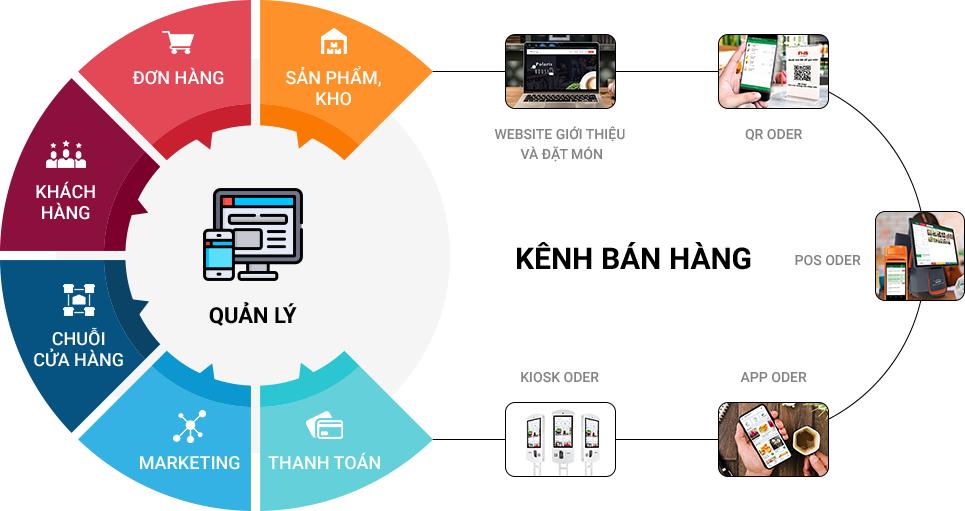 ĐƠN HÀNG
SẢN PHẨM,
KHO
KHÁCH
HÀNG
QUẢN LÝ
CHUỖI
CỬA HÀNG
MARKETING
THANH TOÁN
WEBSITE GIỚI THIỆU
VÀ ĐẶT MÓN
QR ODER
KÊNH BÁN HÀNG
POS ODER
KIOSK ODER
APP ODER